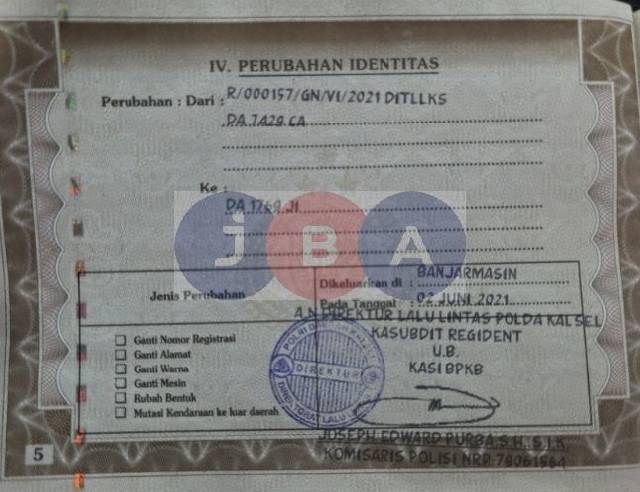 IV. PERUBAHAN IDENTITAS
Perubahan : Dari : R/000157/GN/VI/2021 DITLLKS
DA 7429 CA
Ke :
DA 1769 JI
JBA
Jenis Perubahan
Dikeluarkan di : BANJARMASIN
Pada Tanggal : 02 JUNI 2021
A.N DIREKTUR LALU LINTAS POLDA KALSEL
KASUBDIT REGIDENT
U.B.
KASI BPKB
Ganti Nomor Registrasi
Ganti Alamat
Ganti Warna
Ganti Mesin
Rubah Bentuk
Mutasi Kendaraan ke luar daerah
DIREKTUR
JOSEPH EDWARD PURBA, S.H., S.I.K.
KOMISARIS POLISI NRP
5